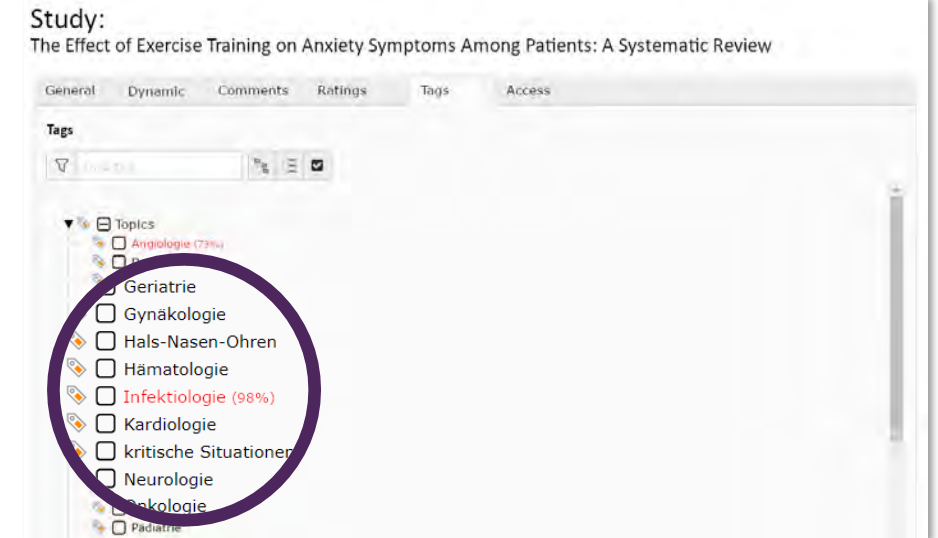 Study:
The Effect of Exercise Training on Anxiety Symptoms Among Patients: A Systematic Review
General Dynamic Comments Ratings Tags Access
Tags
Topics
Angiologie (73%)
Geriatrie
Gynäkologie
Hals-Nasen-Ohren
Hämatologie
Infektiologie (98%)
Kardiologie
kritische Situationen
Neurologie
Onkologie
Pädiatrie